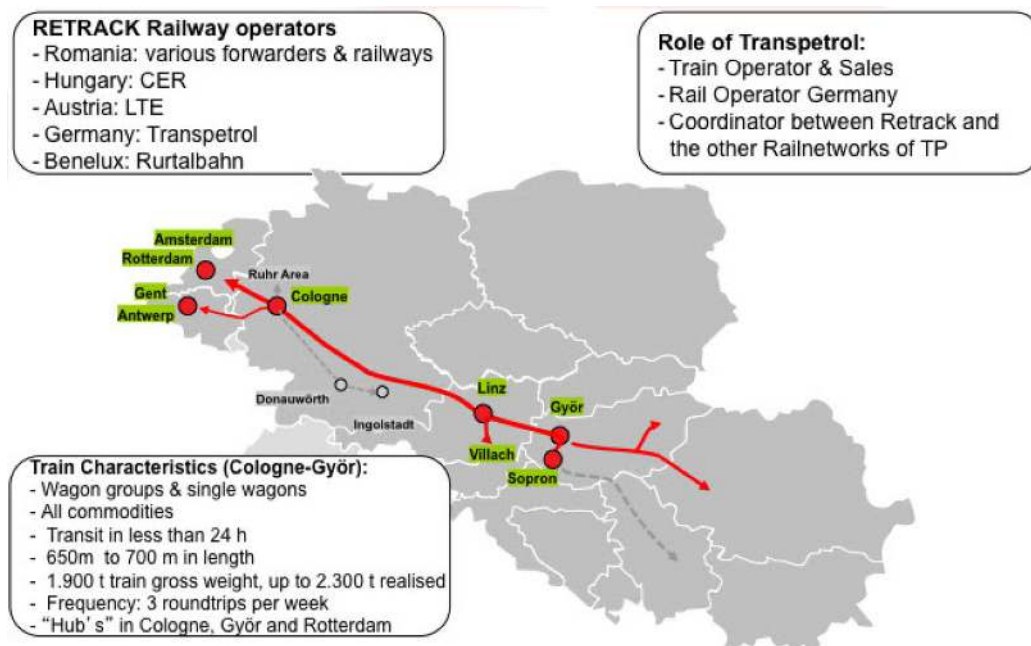 RETRACK Railway operators
- Romania: various forwarders & railways
- Hungary: CER
- Austria: LTE
- Germany: Transpetrol
- Benelux: Rurtalbahn
Role of Transpetrol:
- Train Operator & Sales
- Rail Operator Germany
- Coordinator between Retrack and
the other Railnetworks of TP
Amsterdam
Rotterdam
Ruhr Area
Gent
Cologne
Antwerp
Linz
Donauwörth
Györ
Ingolstadt
Villach
Sopron
Train Characteristics (Cologne-Györ):
- Wagon groups & single wagons
- All commodities
- Transit in less than 24 h
- 650m to 700 m in length
- 1.900 t train gross weight, up to 2.300 t realised
- Frequency: 3 roundtrips per week
- “Hub's” in Cologne, Györ and Rotterdam